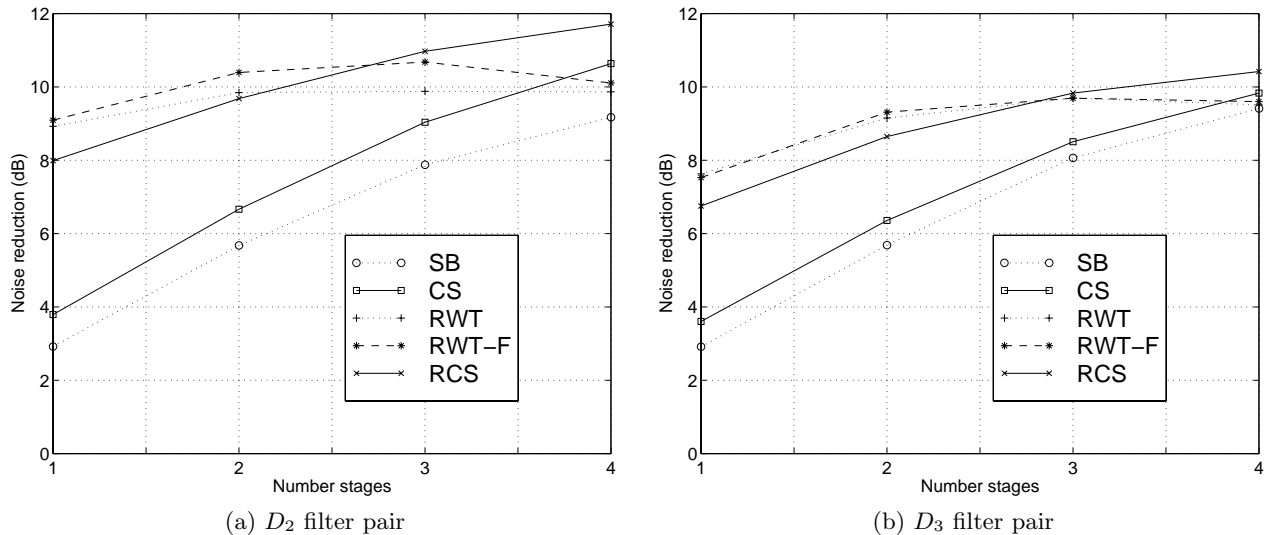 12
10
8
6
4
2
0
Noise reduction (dB)
1 2 3 4
Number stages
SB
CS
RWT
RWT−F
RCS
(a) D₂ filter pair
12
10
8
6
4
2
0
Noise reduction (dB)
1 2 3 4
Number stages
SB
CS
RWT
RWT−F
RCS
(b) D₃ filter pair